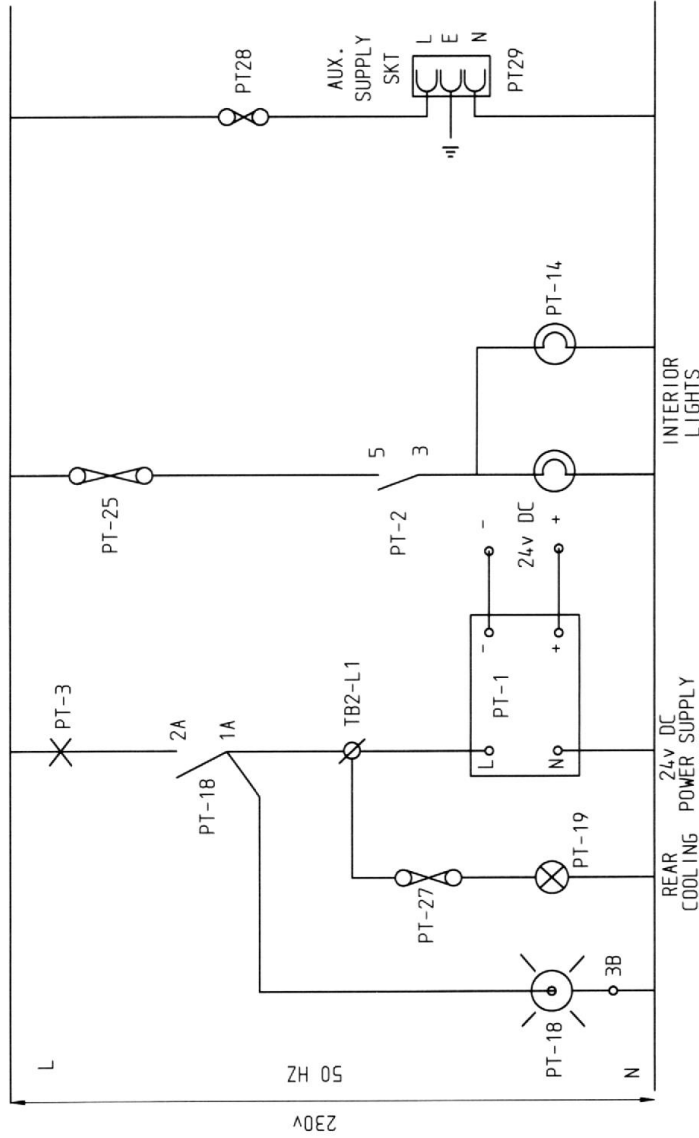 230v
50 HZ
L
N
PT-3
2A
1A
PT-18
TB2-L1
PT-27
PT-19
PT-18
3B
REAR
COOLING
L
N
PT-1
-
+
24v DC
POWER SUPPLY
-
24v DC
+
PT-25
5
3
PT-2
PT-14
INTERIOR
LIGHTS
PT28
AUX.
SUPPLY
SKT
L
E
N
PT29